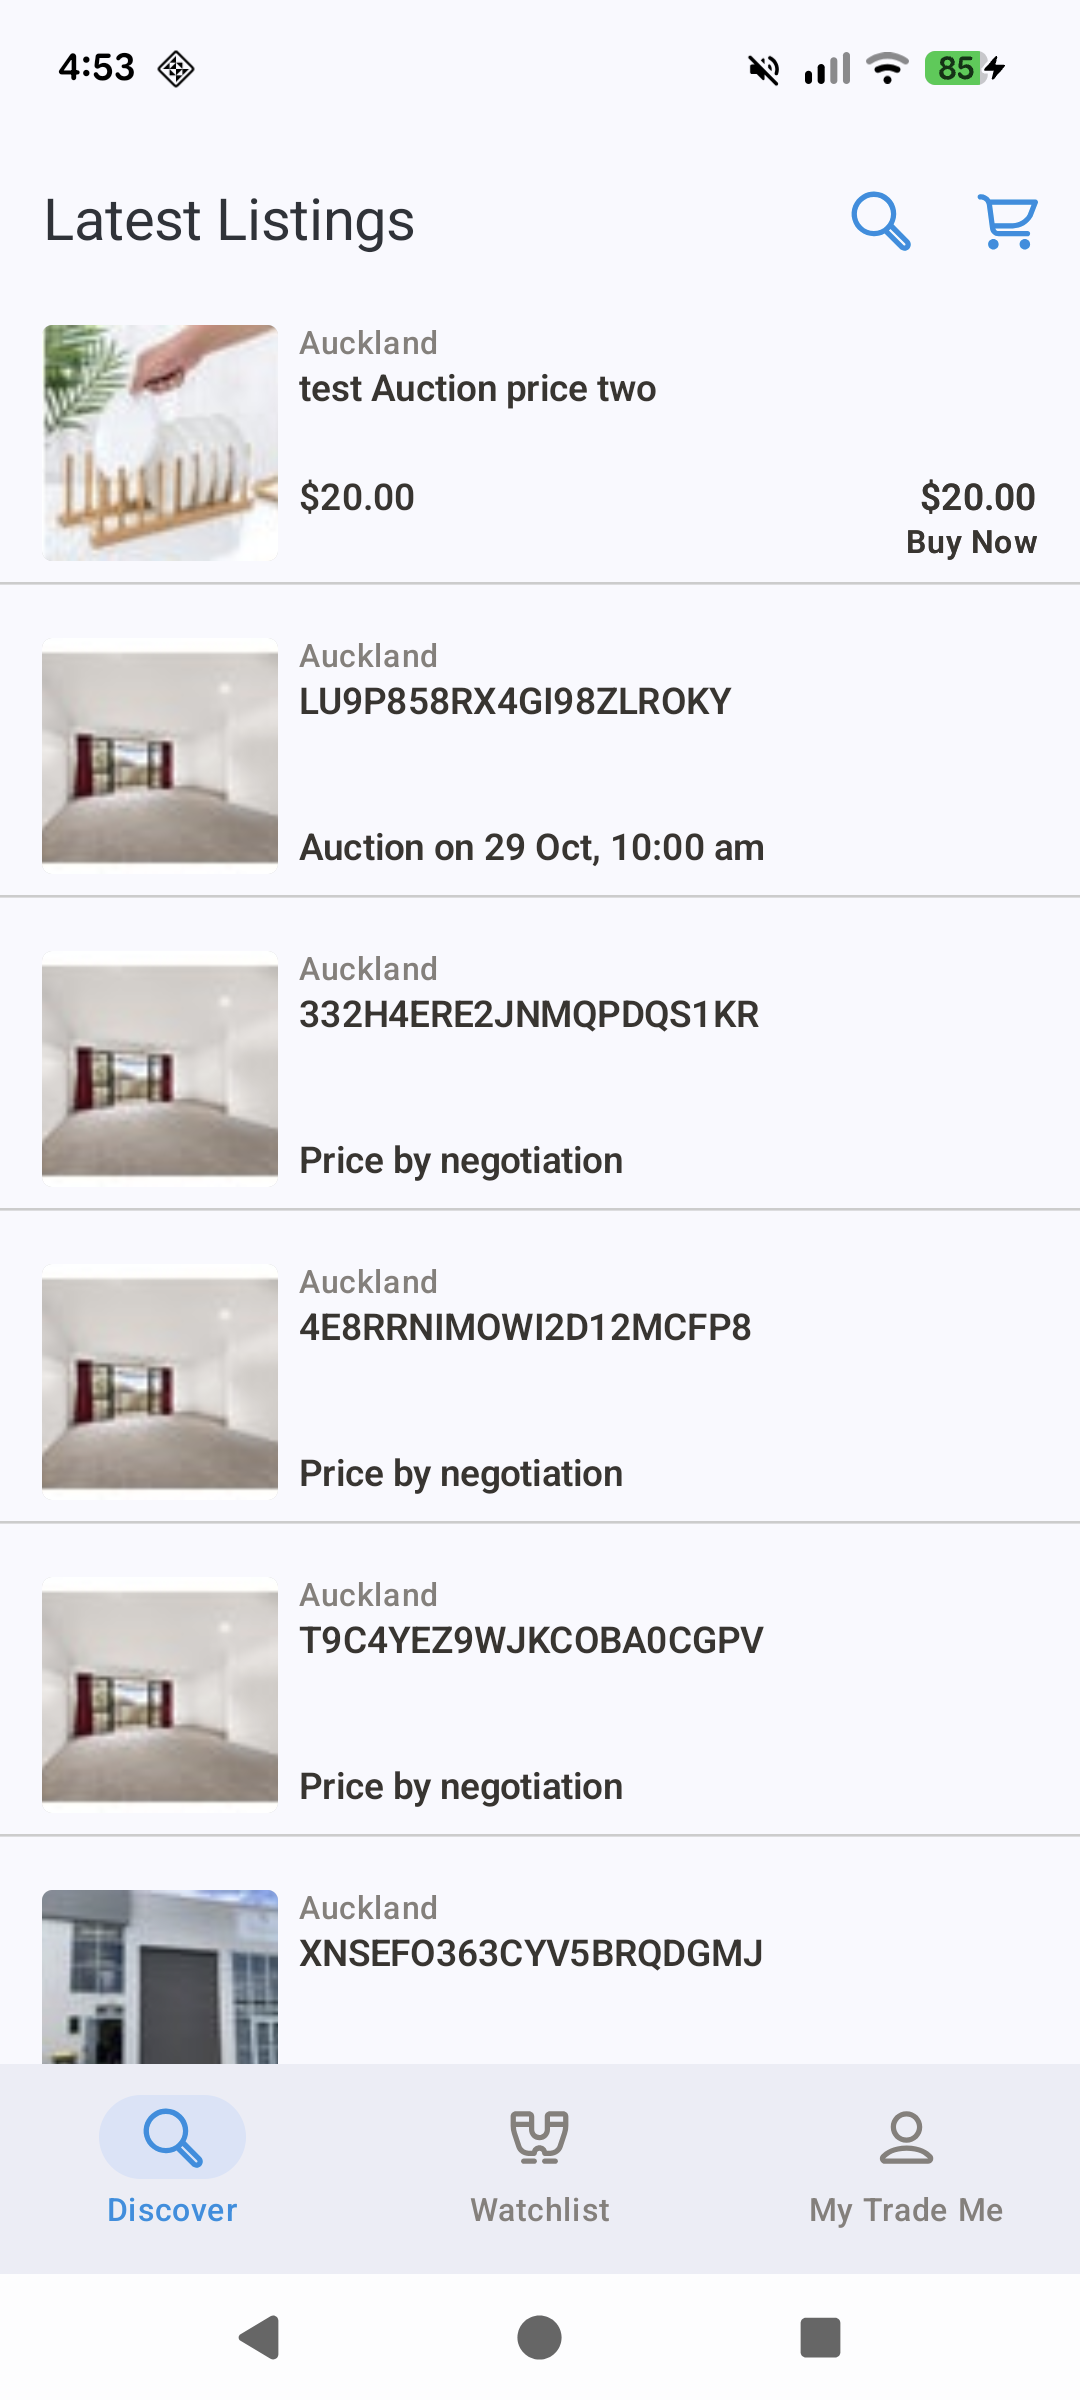 4:53
85
Latest Listings
Auckland
test Auction price two
$20.00
$20.00
Buy Now
Auckland
LU9P858RX4GI98ZLROKY
Auction on 29 Oct, 10:00 am
Auckland
332H4ERE2JNMQPDQS1KR
Price by negotiation
Auckland
4E8RRNIMOWI2D12MCFP8
Price by negotiation
Auckland
T9C4YEZ9WJKCOBA0CGPV
Price by negotiation
Auckland
XNSEFO363CYV5BRQDGMJ
Discover
Watchlist
My Trade Me